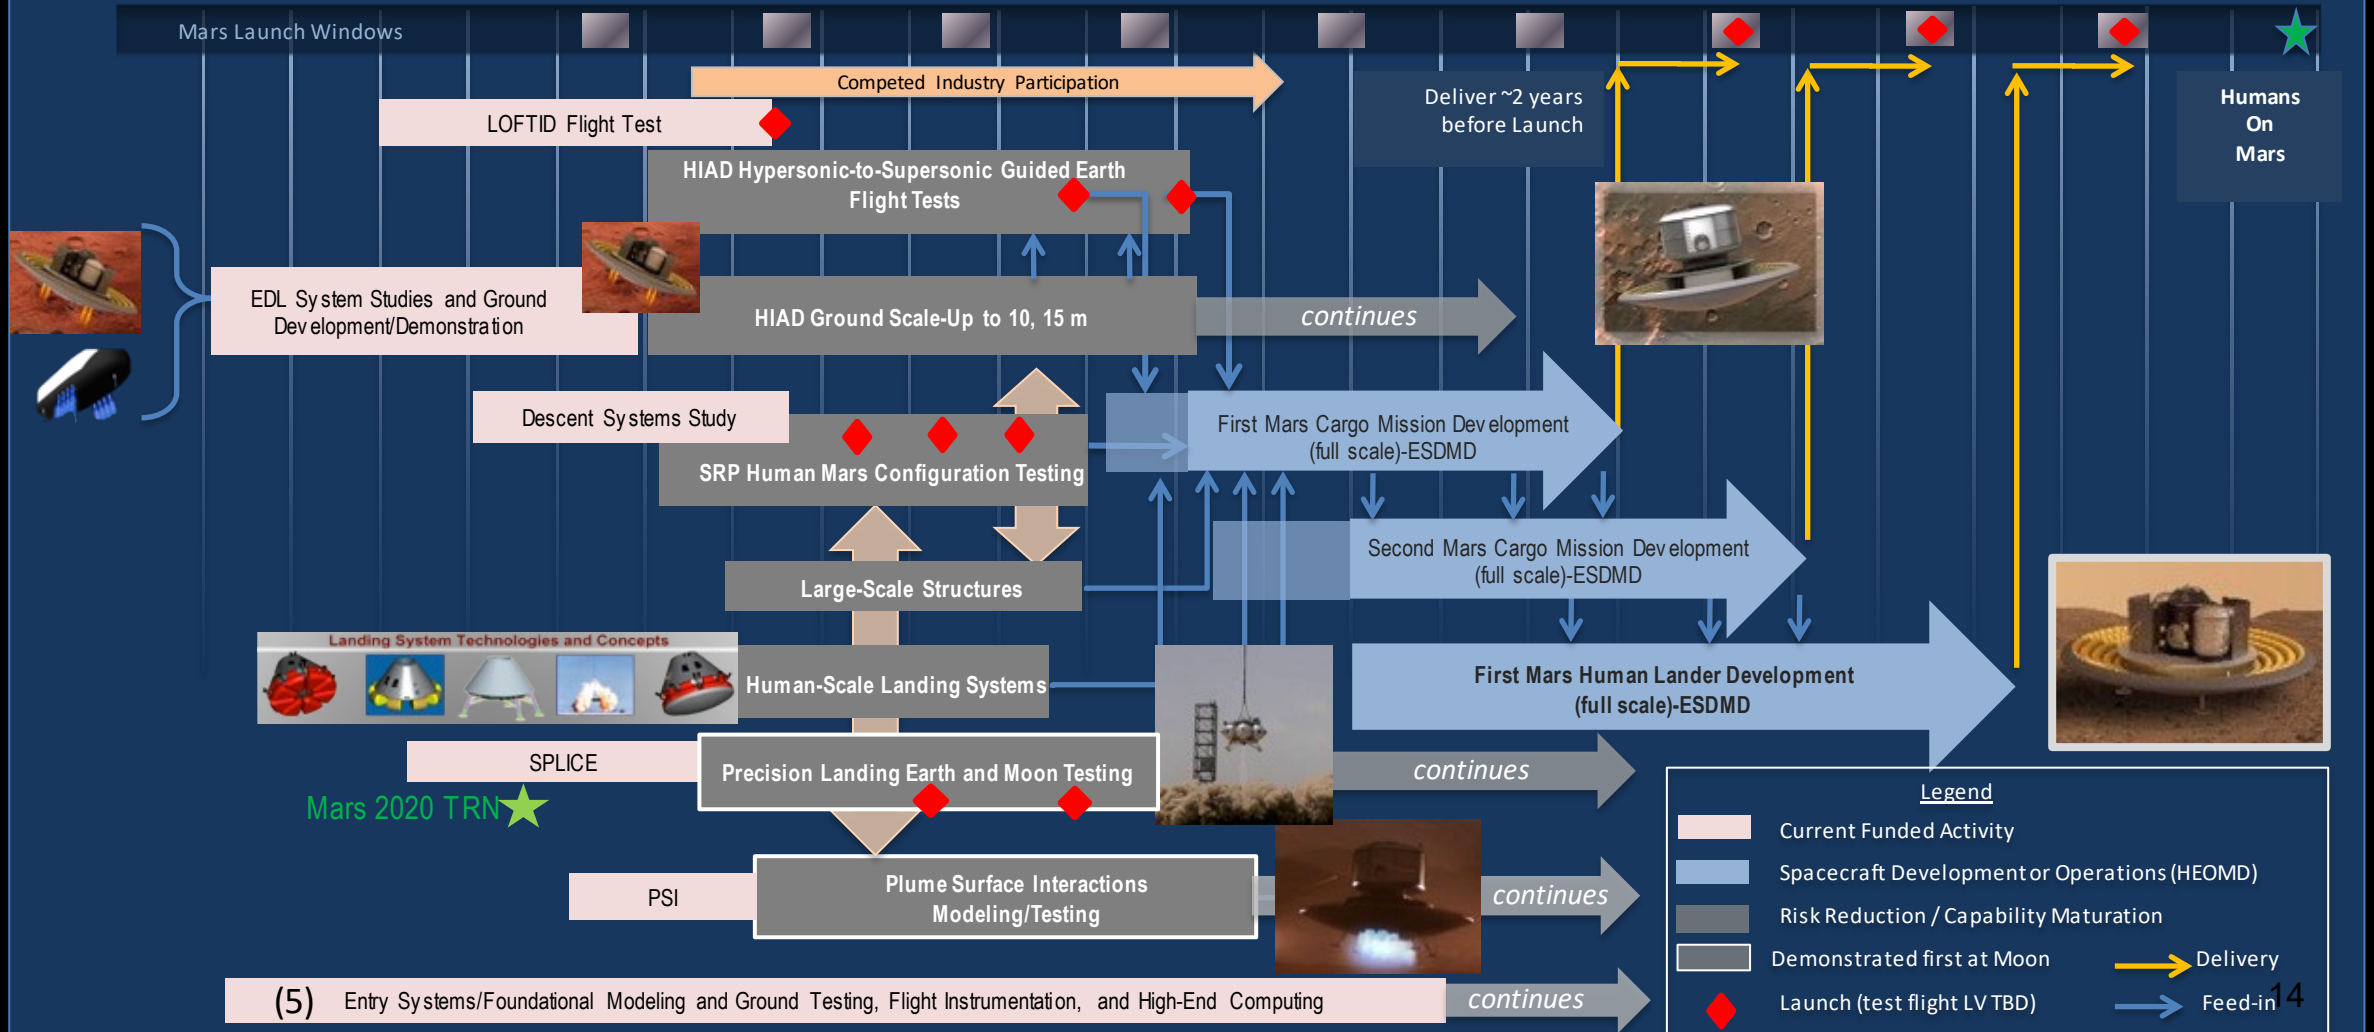 Mars Launch Windows
Competed Industry Participation
LOFTID Flight Test
Deliver ~2 years
before Launch
Humans
On
Mars
HIAD Hypersonic-to-Supersonic Guided Earth
Flight Tests
EDL System Studies and Ground
Development/Demonstration
HIAD Ground Scale-Up to 10, 15 m
continues
Descent Systems Study
SRP Human Mars Configuration Testing
First Mars Cargo Mission Development
(full scale)-ESDMD
Second Mars Cargo Mission Development
(full scale)-ESDMD
Large-Scale Structures
Landing System Technologies and Concepts
Human-Scale Landing Systems
First Mars Human Lander Development
(full scale)-ESDMD
SPLICE
Precision Landing Earth and Moon Testing
continues
Mars 2020 TRN
PSI
Plume Surface Interactions
Modeling/Testing
continues
(5) Entry Systems/Foundational Modeling and Ground Testing, Flight Instrumentation, and High-End Computing
continues
Legend
Current Funded Activity
Spacecraft Development or Operations (HEOMD)
Risk Reduction / Capability Maturation
Demonstrated first at Moon
Delivery
Launch (test flight LV TBD)
Feed-in
14